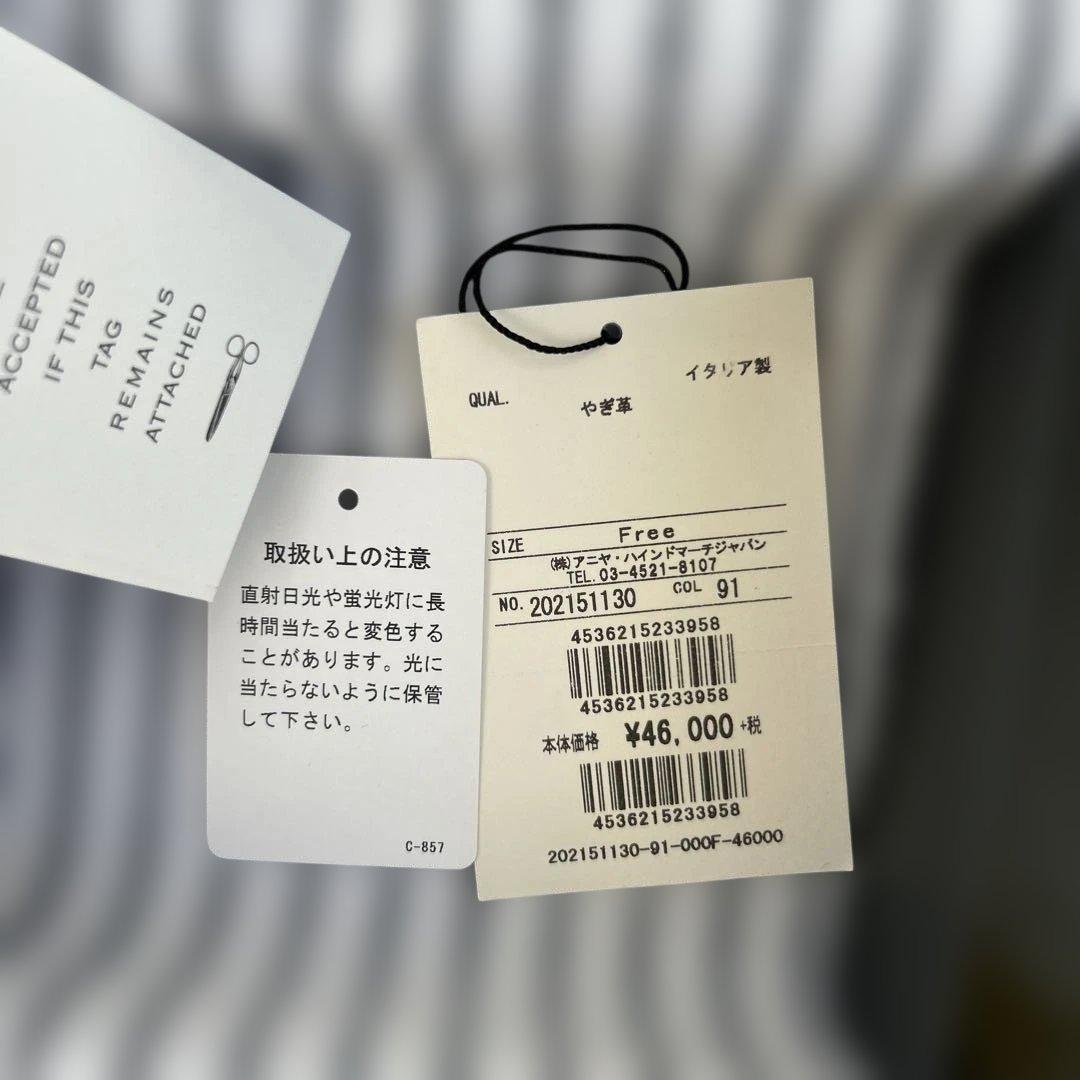 ACCEPTED
IF THIS
TAG
REMAINS
ATTACHED
取扱い上の注意
直射日光や蛍光灯に長
時間当たると変色する
ことがあります。光に
当たらないように保管
して下さい。
C-857
イタリア製
QUAL.
やぎ革
SIZE Free
(株)アニヤ・ハインドマーチジャパン
TEL.03-4521-8107
NO. 202151130 COL 91
4536215233958
4536215233958
本体価格 ¥46,000 +税
4536215233958
202151130-91-000F-46000